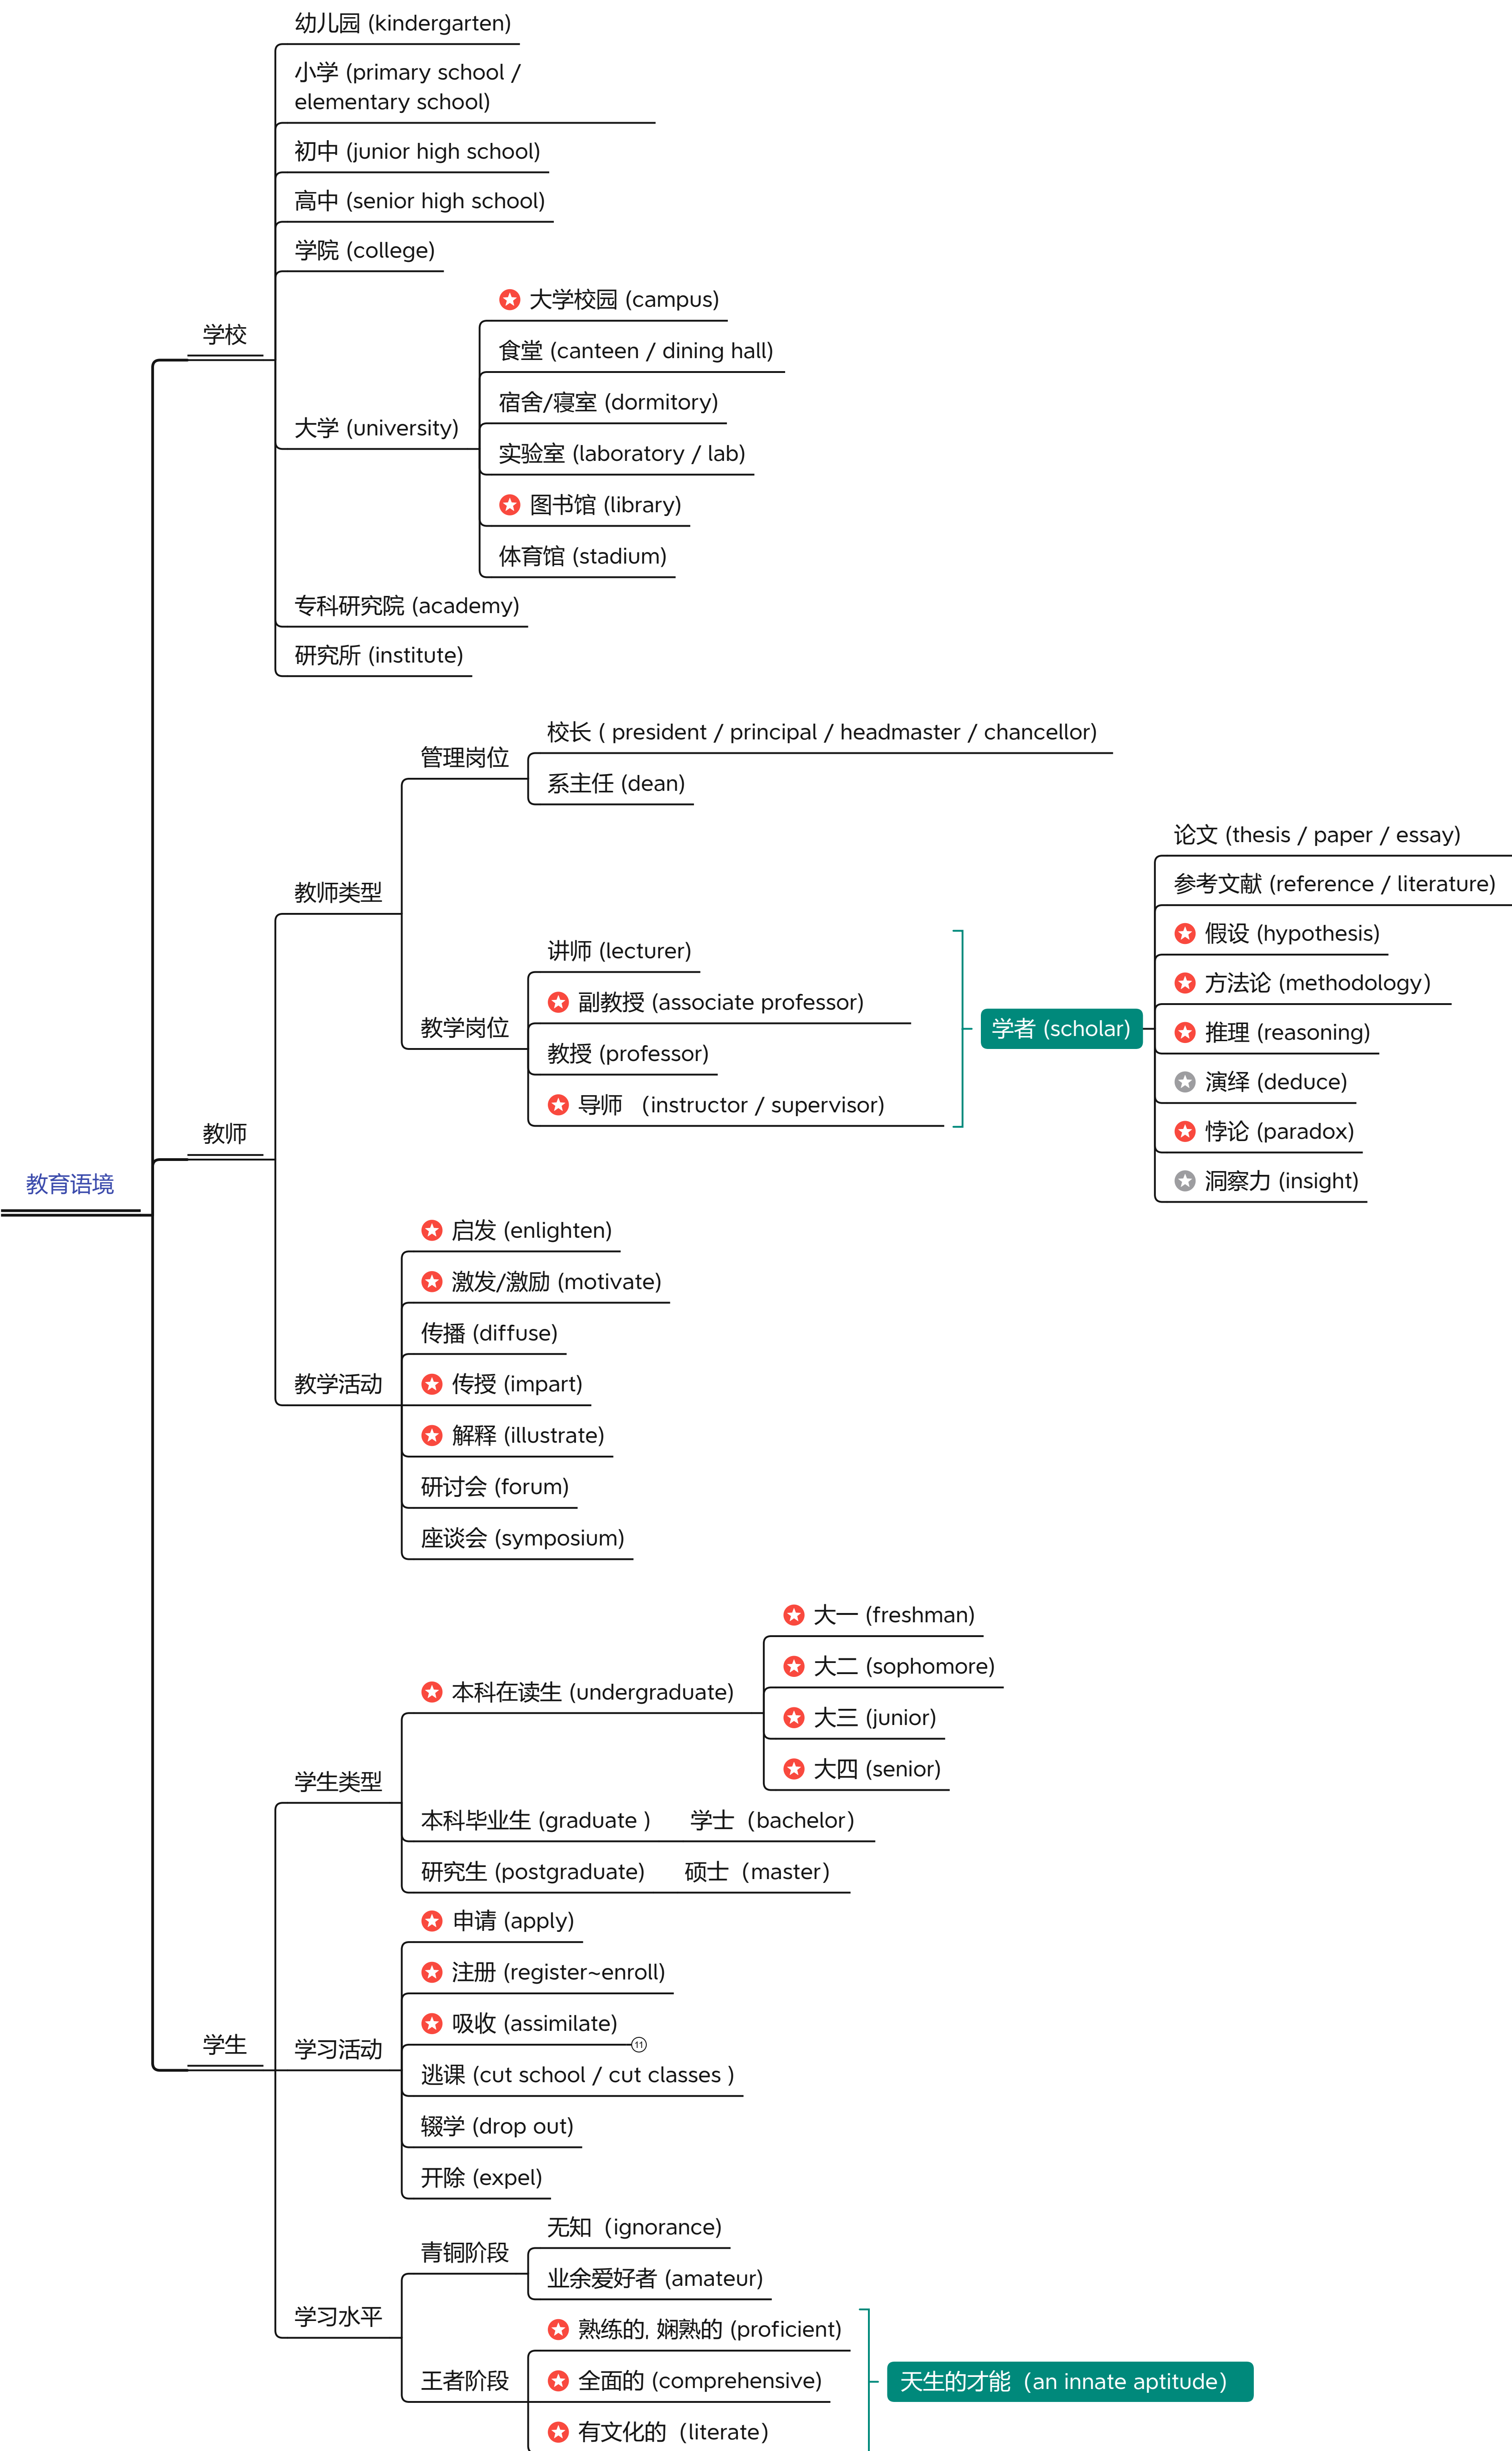 幼儿园 (kindergarten)
小学 (primary school /
elementary school)
初中 (junior high school)
高中 (senior high school)
学院 (college)
大学校园 (campus)
食堂 (canteen / dining hall)
学校
宿舍/寝室 (dormitory)
大学 (university)
实验室 (laboratory / lab)
图书馆 (library)
体育馆 (stadium)
专科研究院 (academy)
研究所 (institute)
校长 ( president / principal / headmaster / chancellor)
管理岗位
系主任 (dean)
教师类型
论文 (thesis / paper / essay)
参考文献 (reference / literature)
假设 (hypothesis)
讲师 (lecturer)
方法论 (methodology)
副教授 (associate professor)
教学岗位
学者 (scholar)
推理 (reasoning)
教授 (professor)
演绎 (deduce)
导师 （instructor / supervisor)
悖论 (paradox)
教师
洞察力 (insight)
教育语境
启发 (enlighten)
激发/激励 (motivate)
传播 (diffuse)
教学活动
传授 (impart)
解释 (illustrate)
研讨会 (forum)
座谈会 (symposium)
大一 (freshman)
大二 (sophomore)
本科在读生 (undergraduate)
大三 (junior)
大四 (senior)
学生类型
本科毕业生 (graduate ) 学士（bachelor）
研究生 (postgraduate) 硕士（master）
申请 (apply)
注册 (register~enroll)
吸收 (assimilate)
11
学生
学习活动
逃课 (cut school / cut classes )
辍学 (drop out)
开除 (expel)
无知（ignorance)
青铜阶段
业余爱好者 (amateur)
学习水平
熟练的, 娴熟的 (proficient)
王者阶段
全面的 (comprehensive)
天生的才能（an innate aptitude）
有文化的（literate）